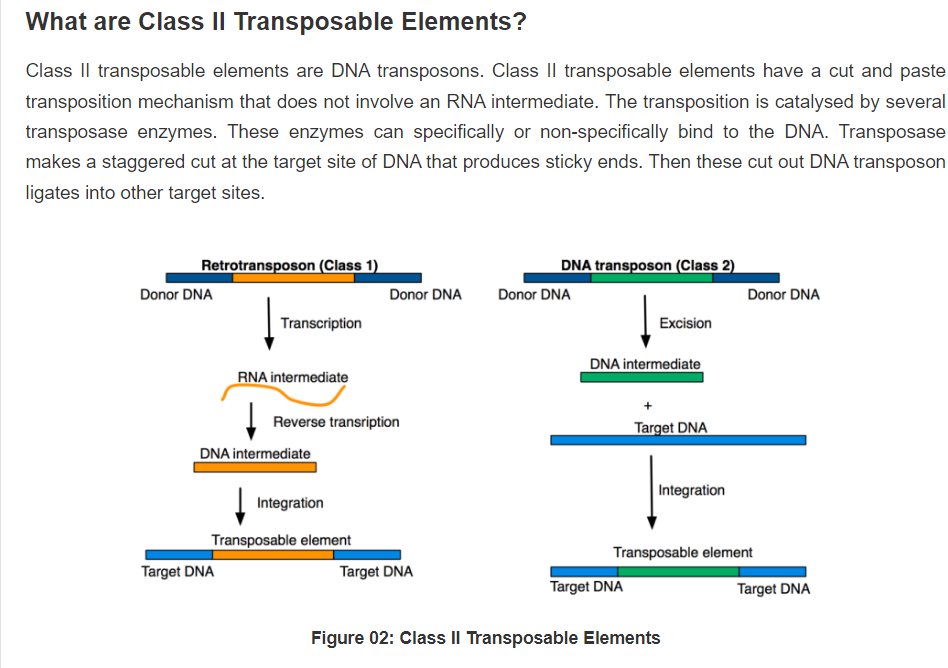 What are Class II Transposable Elements?
Class II transposable elements are DNA transposons. Class II transposable elements have a cut and paste
transposition mechanism that does not involve an RNA intermediate. The transposition is catalysed by several
transposase enzymes. These enzymes can specifically or non-specifically bind to the DNA. Transposase
makes a staggered cut at the target site of DNA that produces sticky ends. Then these cut out DNA transposon
ligates into other target sites.
Retrotransposon (Class 1)
Donor DNA
Donor DNA
Transcription
RNA intermediate
Reverse transription
DNA intermediate
Integration
Transposable element
Target DNA
Target DNA
DNA transposon (Class 2)
Donor DNA
Donor DNA
Excision
DNA intermediate
+
Target DNA
Integration
Transposable element
Target DNA
Target DNA
Figure 02: Class II Transposable Elements